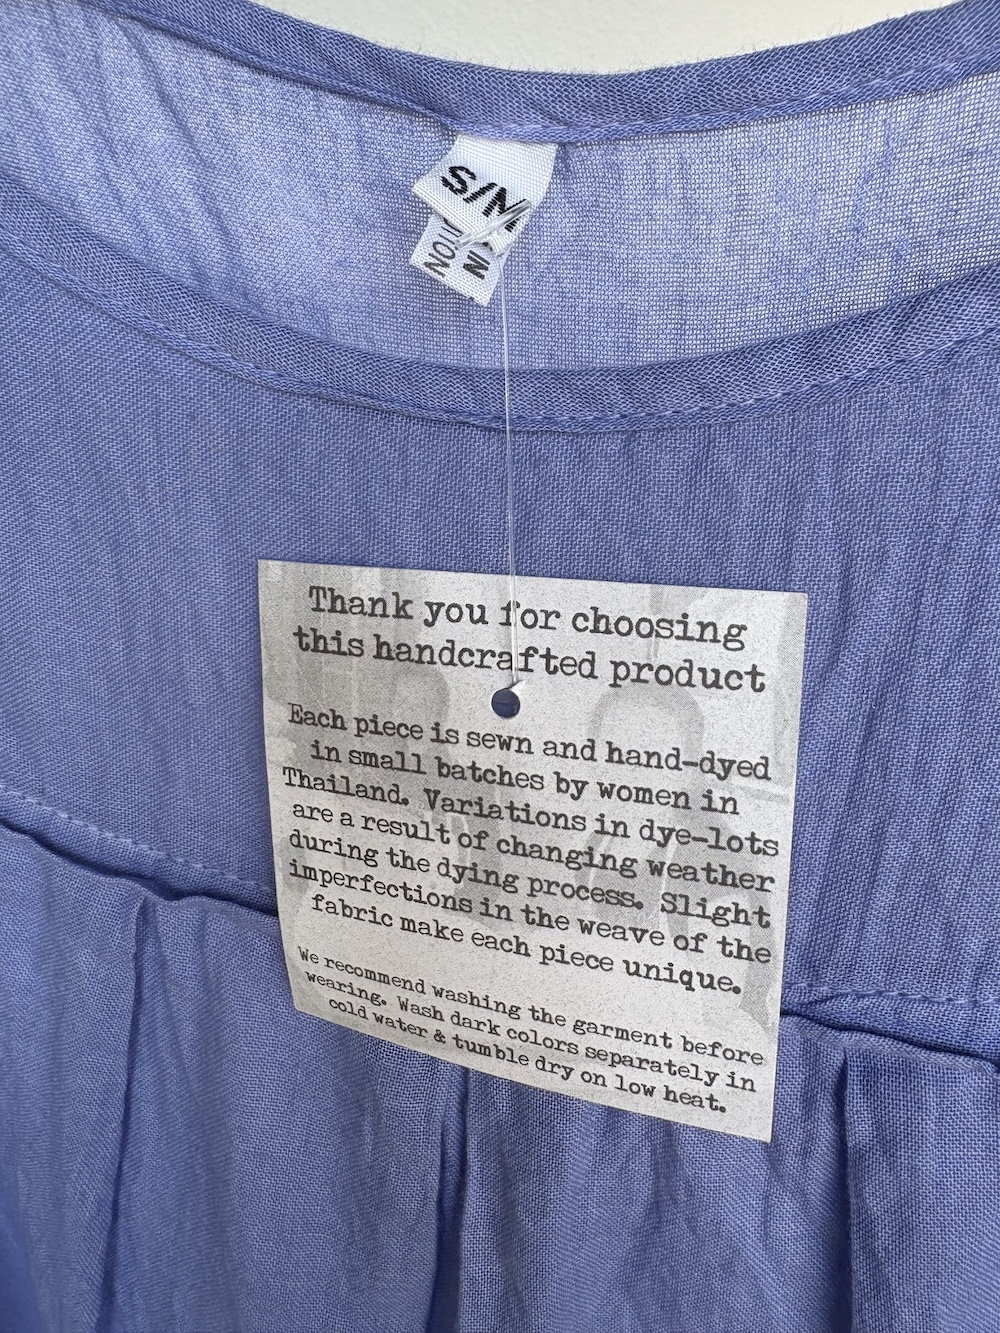 S/M
Thank you for choosing
this handcrafted product
Each piece is sewn and hand-dyed
in small batches by women in
Thailand. Variations in dye-lots
are a result of changing weather
during the dying process. Slight
imperfections in the weave of the
fabric make each piece unique.
We recommend washing the garment before
wearing. Wash dark colors separately in
cold water & tumble dry on low heat.